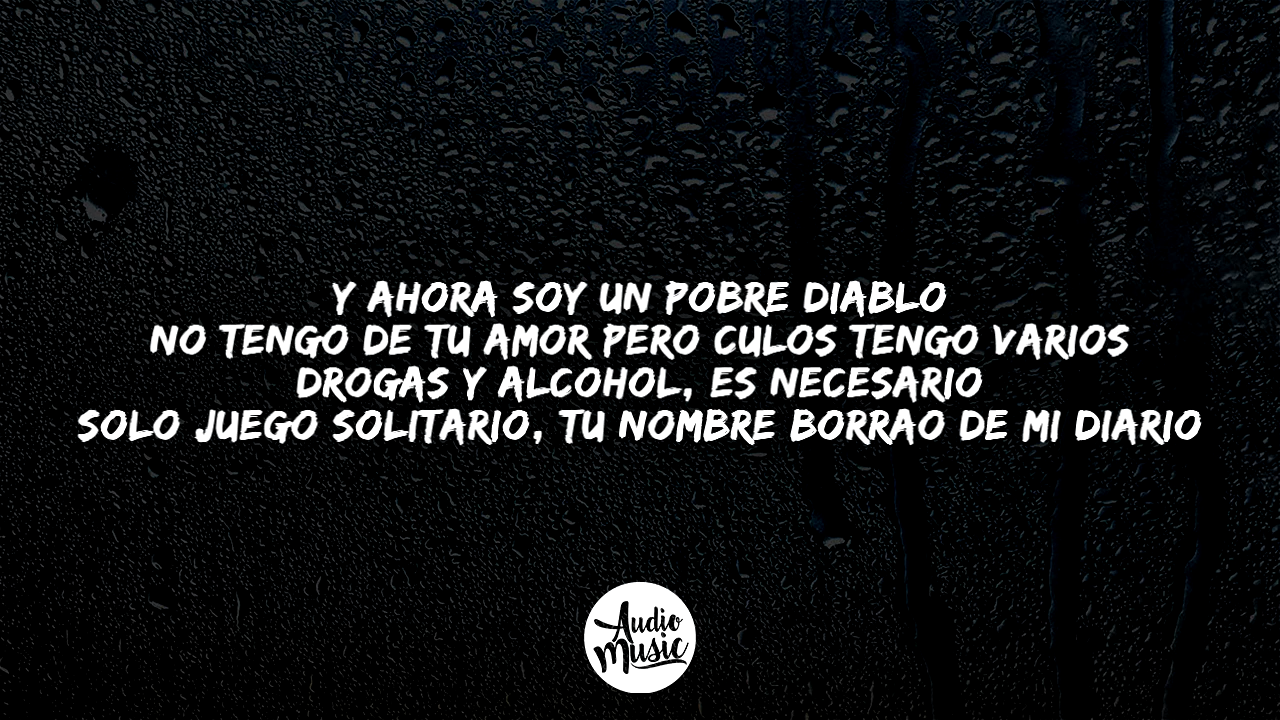 Y AHORA SOY UN POBRE DIABLO
NO TENGO DE TU AMOR PERO CULOS TENGO VARIOS
DROGAS Y ALCOHOL, ES NECESARIO
SOLO JUEGO SOLITARIO, TU NOMBRE BORRAO DE MI DIARIO
Audio
Music